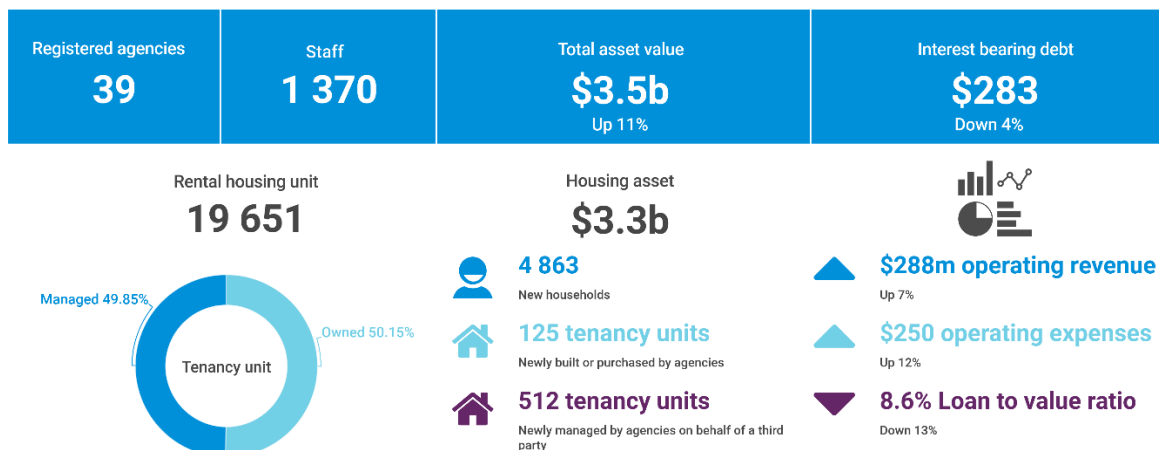 Registered agencies
39
Staff
1 370
Total asset value
$3.5b
Up 11%
Interest bearing debt
$283
Down 4%
Rental housing unit
19 651
Managed 49.85%
Owned 50.15%
Tenancy unit
Housing asset
$3.3b
4 863
New households
125 tenancy units
Newly built or purchased by agencies
512 tenancy units
Newly managed by agencies on behalf of a third
party
$288m operating revenue
Up 7%
$250 operating expenses
Up 12%
8.6% Loan to value ratio
Down 13%